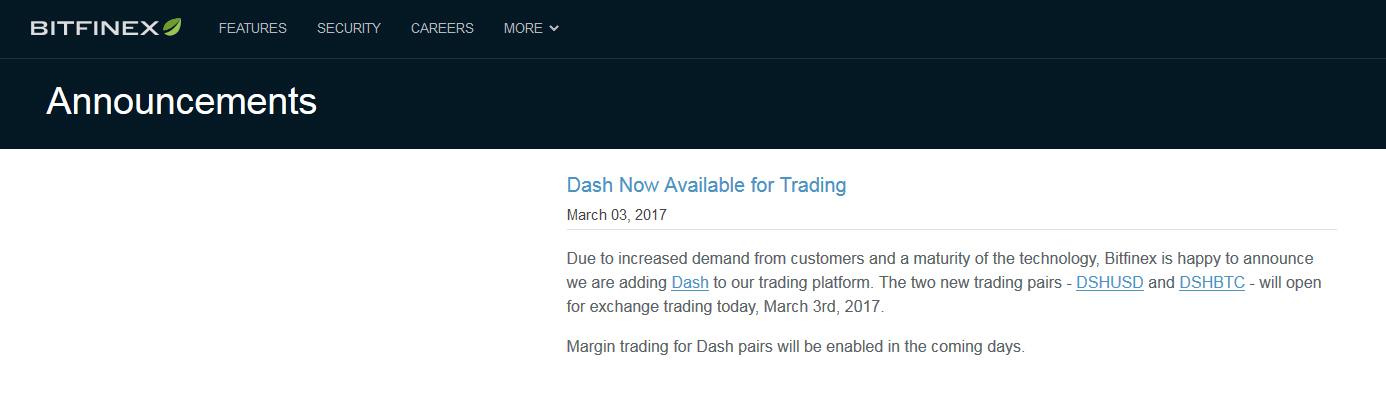 BITFINEX FEATURES SECURITY CAREERS MORE
Announcements
Dash Now Available for Trading
March 03, 2017
Due to increased demand from customers and a maturity of the technology, Bitfinex is happy to announce
we are adding Dash to our trading platform. The two new trading pairs - DSHUSD and DSHBTC - will open
for exchange trading today, March 3rd, 2017.
Margin trading for Dash pairs will be enabled in the coming days.